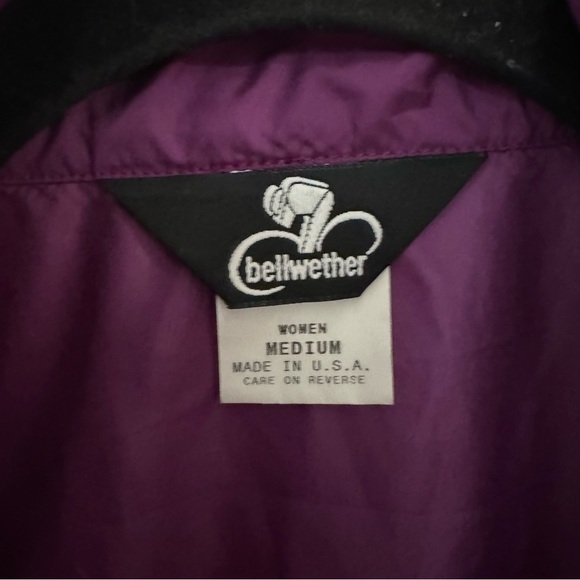 bellwether
WOMEN
MEDIUM
MADE IN U.S.A.
CARE ON REVERSE